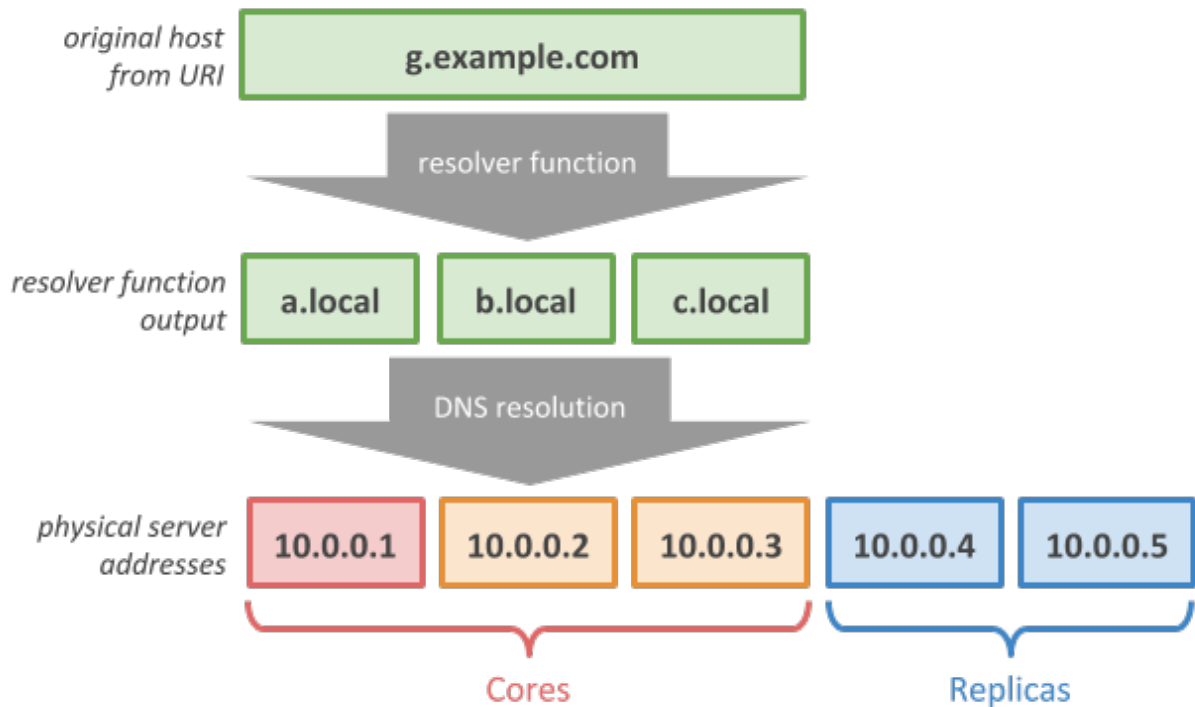 original host
from URI
g.example.com
resolver function
resolver function
output
a.local
b.local
c.local
DNS resolution
physical server
addresses
10.0.0.1
10.0.0.2
10.0.0.3
10.0.0.4
10.0.0.5
Cores
Replicas